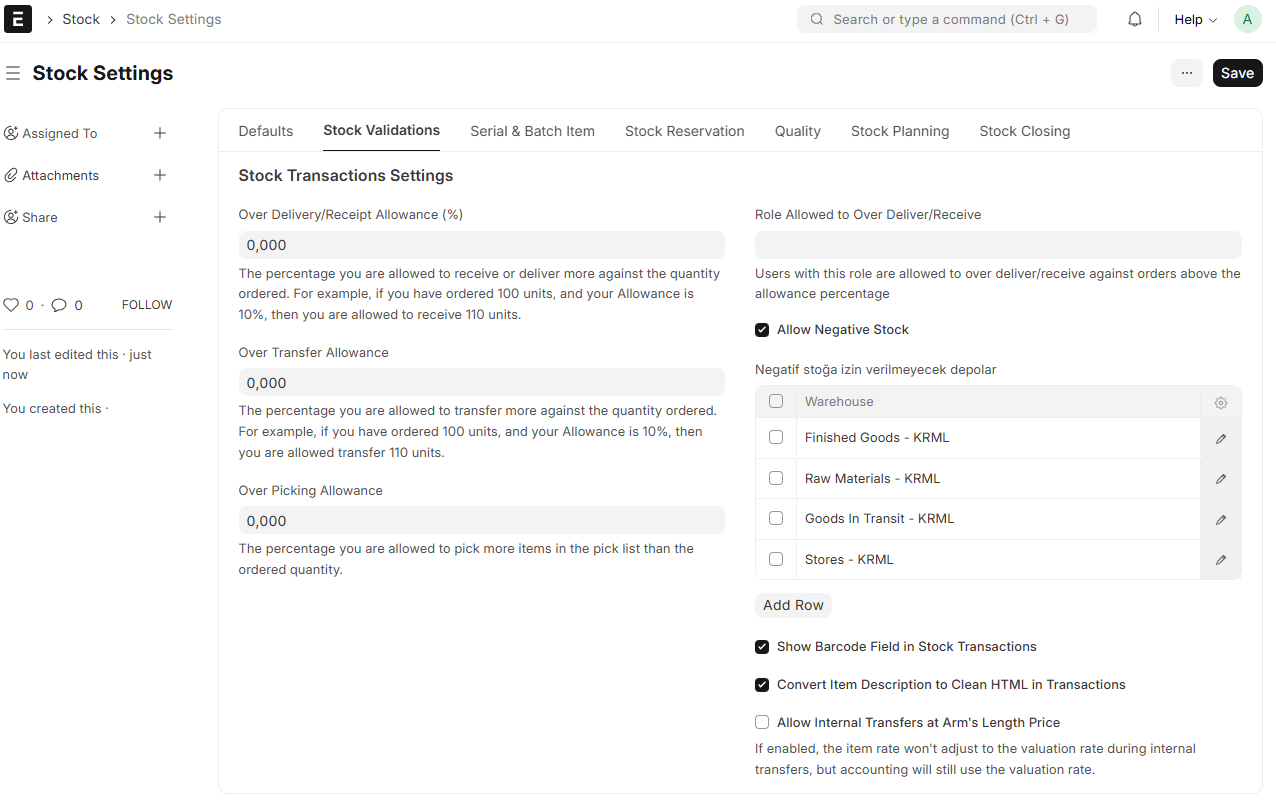 E
Stock
Stock Settings
Search or type a command (Ctrl + G)
Help
A
Stock Settings
...
Save
Assigned To
Attachments
Share
0 · 0 FOLLOW
You last edited this · just
now
You created this ·
Defaults
Stock Validations
Serial & Batch Item
Stock Reservation
Quality
Stock Planning
Stock Closing
Stock Transactions Settings
Over Delivery/Receipt Allowance (%)
0,000
The percentage you are allowed to receive or deliver more against the quantity
ordered. For example, if you have ordered 100 units, and your Allowance is
10%, then you are allowed to receive 110 units.
Over Transfer Allowance
0,000
The percentage you are allowed to transfer more against the quantity ordered.
For example, if you have ordered 100 units, and your Allowance is 10%, then
you are allowed transfer 110 units.
Over Picking Allowance
0,000
The percentage you are allowed to pick more items in the pick list than the
ordered quantity.
Role Allowed to Over Deliver/Receive
Users with this role are allowed to over deliver/receive against orders above the
allowance percentage
Allow Negative Stock
Negatif stoğa izin verilmeyecek depolar
Warehouse
Finished Goods - KRML
Raw Materials - KRML
Goods In Transit - KRML
Stores - KRML
Add Row
Show Barcode Field in Stock Transactions
Convert Item Description to Clean HTML in Transactions
Allow Internal Transfers at Arm's Length Price
If enabled, the item rate won't adjust to the valuation rate during internal
transfers, but accounting will still use the valuation rate.